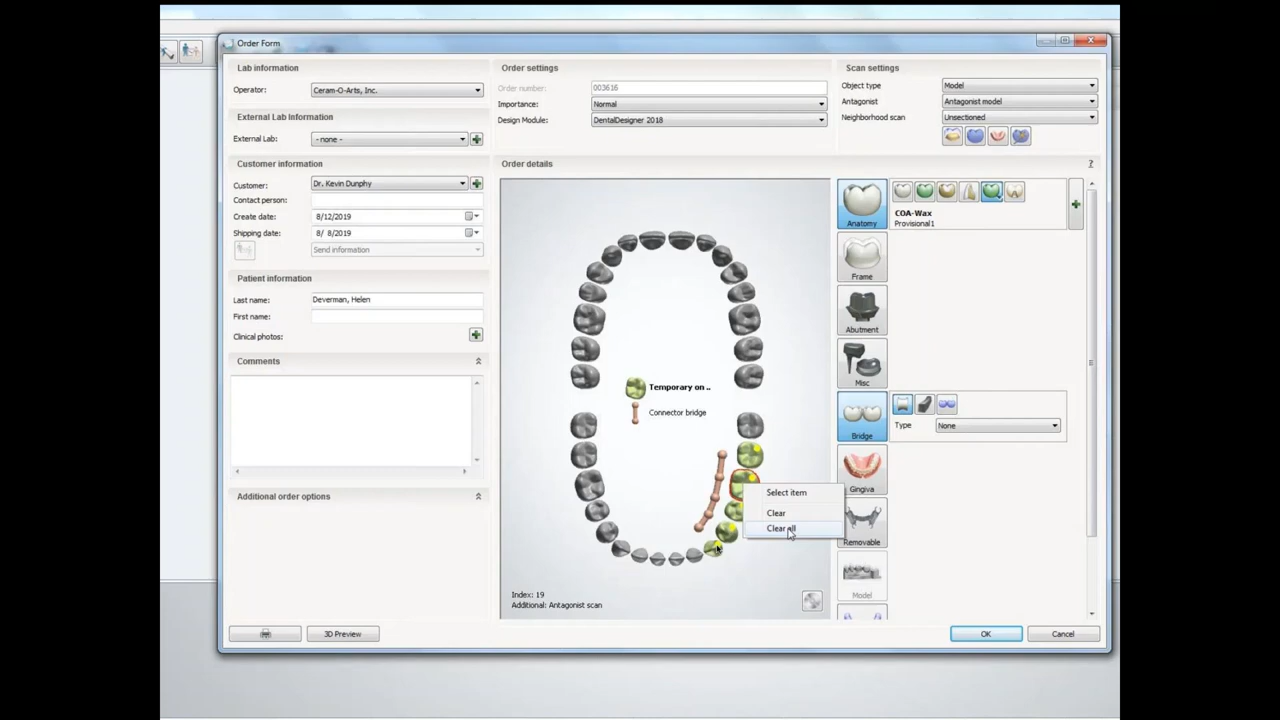 Order Form
Lab information
Operator: Ceram-O-Arts, Inc.
External Lab Information
External Lab: - none -
Customer information
Customer: Dr. Kevin Dunphy
Contact person:
Create date: 8/12/2019
Shipping date: 8/ 8/2019
Send information
Patient information
Last name: Deverman, Helen
First name:
Clinical photos:
Comments
Additional order options
3D Preview
Order settings
Order number: 003616
Importance: Normal
Design Module: DentalDesigner 2018
Scan settings
Object type Model
Antagonist Antagonist model
Neighborhood scan Unsectioned
Order details ?
Temporary on ..
Connector bridge
Select item
Clear
Clear all
Index: 19
Additional: Antagonist scan
Anatomy
COA-Wax
Provisional1
Frame
Abutment
Misc
Bridge
Type None
Gingiva
Removable
Model
OK Cancel